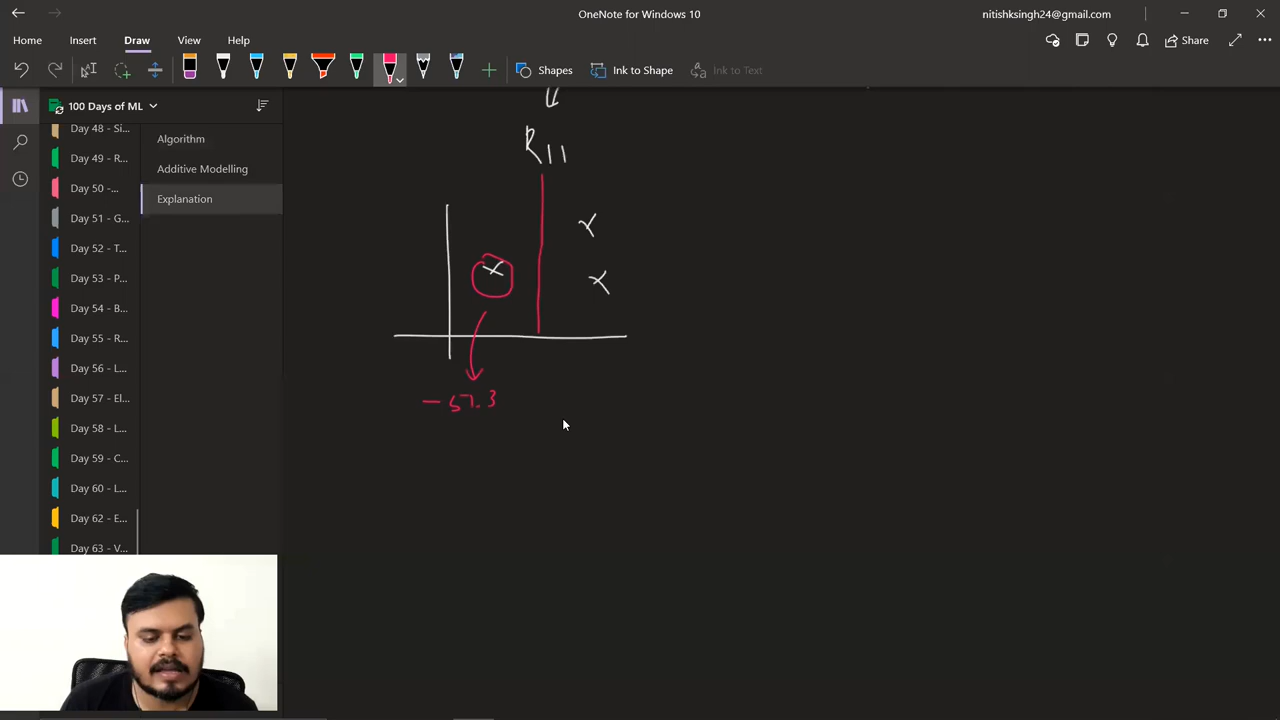 OneNote for Windows 10
nitishksingh24@gmail.com
Home
Insert
Draw
View
Help
Share
Shapes
Ink to Shape
Ink to Text
100 Days of ML
Day 48 - Si...
Day 49 - R...
Day 50 -...
Day 51 - G...
Day 52 - T...
Day 53 - P...
Day 54 - B...
Day 55 - R...
Day 56 - L...
Day 57 - El...
Day 58 - L...
Day 59 - C...
Day 60 - L...
Day 62 - E...
Day 63 - V...
Algorithm
Additive Modelling
Explanation
R11
x
x
x
-57.3